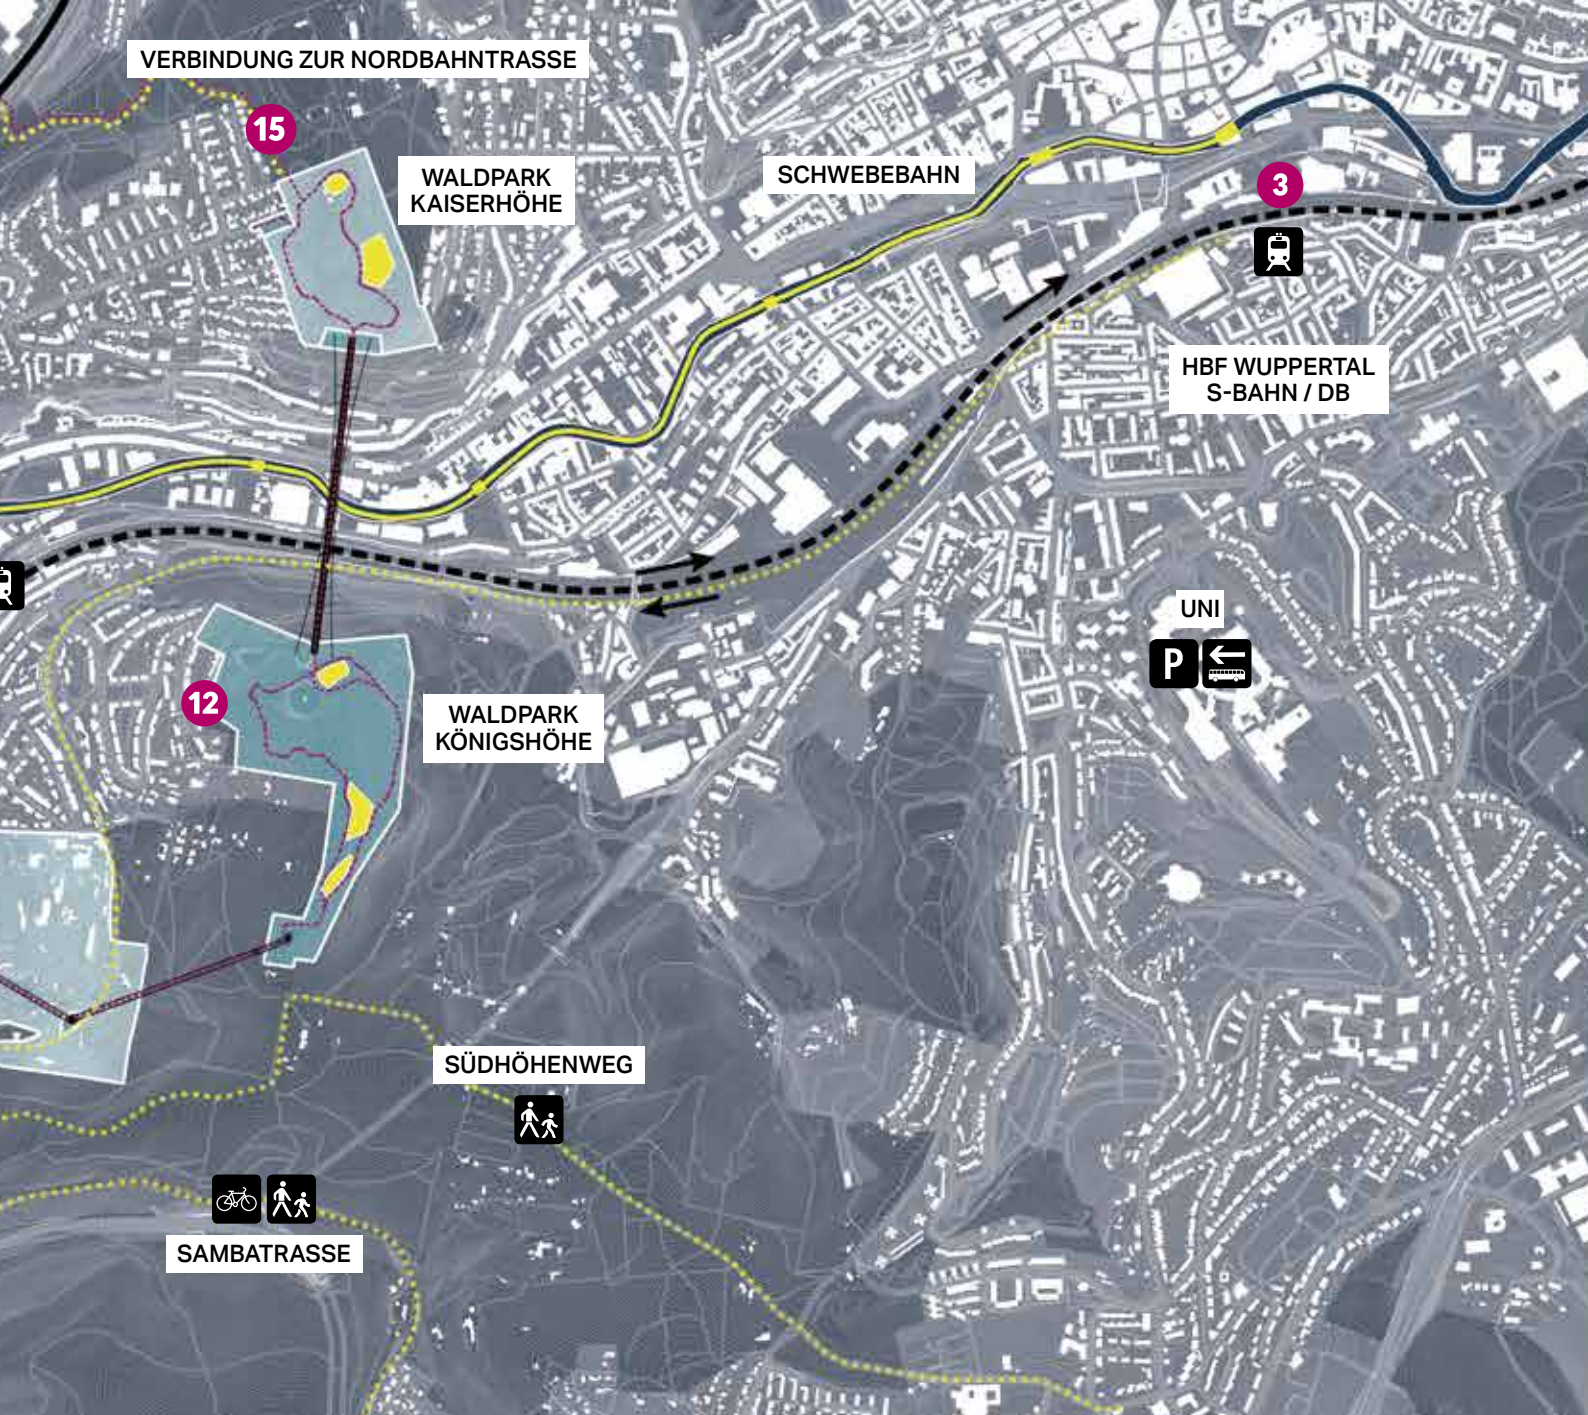 VERBINDUNG ZUR NORDBAHNTRASSE
15
WALDPARK
KAISERHÖHE
SCHWEBEBAHN
3
HBF WUPPERTAL
S-BAHN / DB
UNI
P
12
WALDPARK
KÖNIGSHÖHE
SÜDHÖHENWEG
SAMBATRASSE